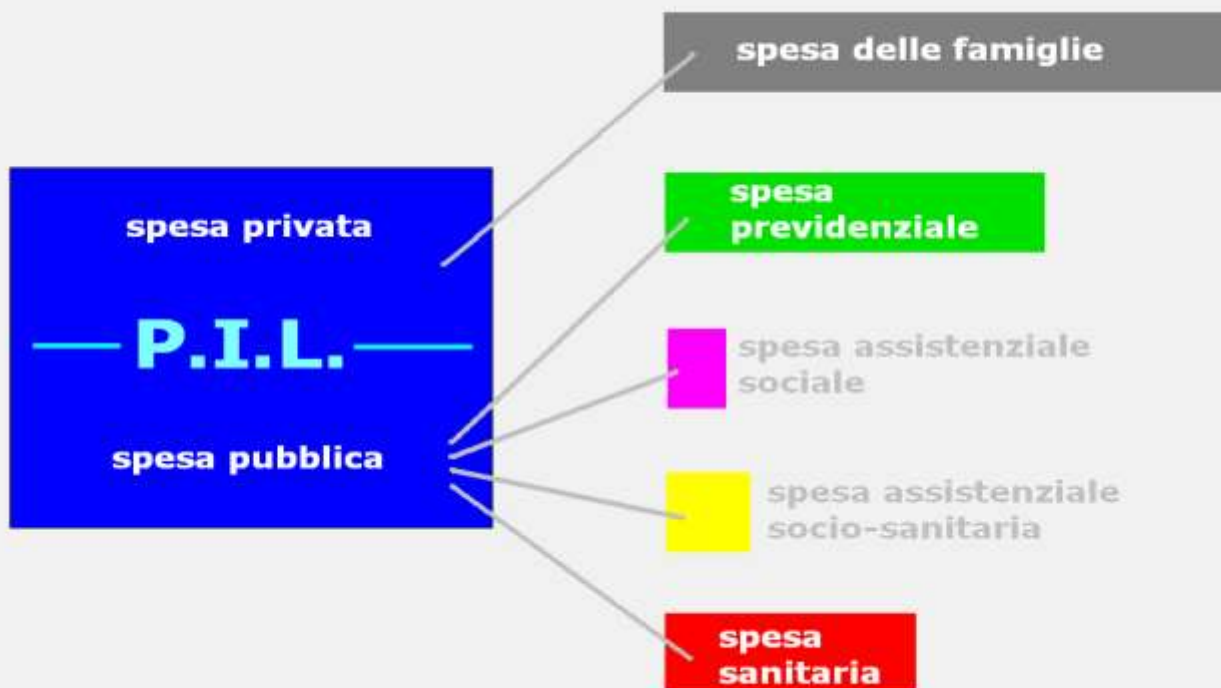 spesa delle famiglie
spesa privata
P.I.L.
spesa pubblica
spesa
previdenziale
spesa assistenziale
sociale
spesa assistenziale
socio-sanitaria
spesa
sanitaria